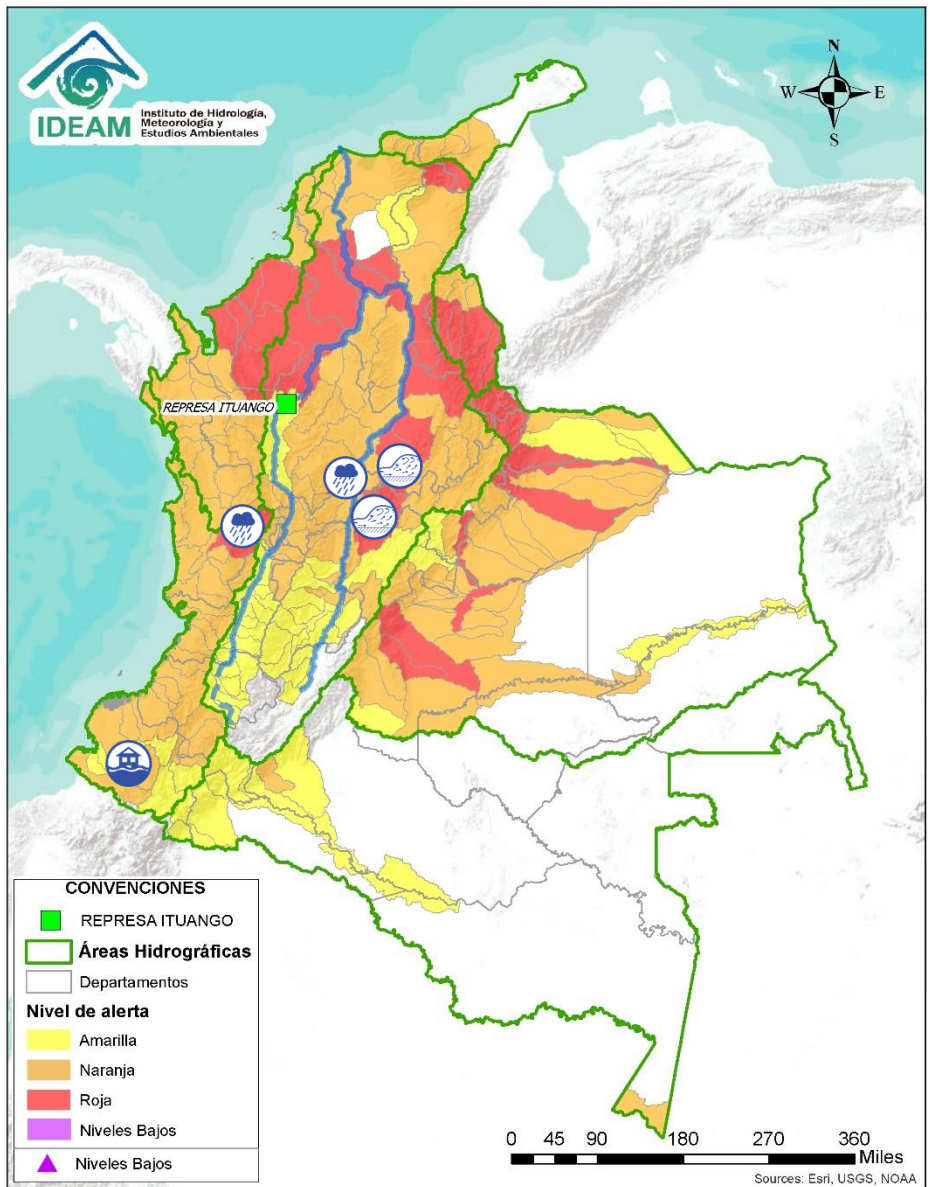 IDEAM
Instituto de Hidrología,
Meteorología y
Estudios Ambientales
N
W
E
S
REPRESA ITUANGO
CONVENCIONES
REPRESA ITUANGO
Áreas Hidrográficas
Departamentos
Nivel de alerta
Amarilla
Naranja
Roja
Niveles Bajos
Niveles Bajos
0 45 90 180 270 360
Miles
Sources: Esri, USGS, NOAA